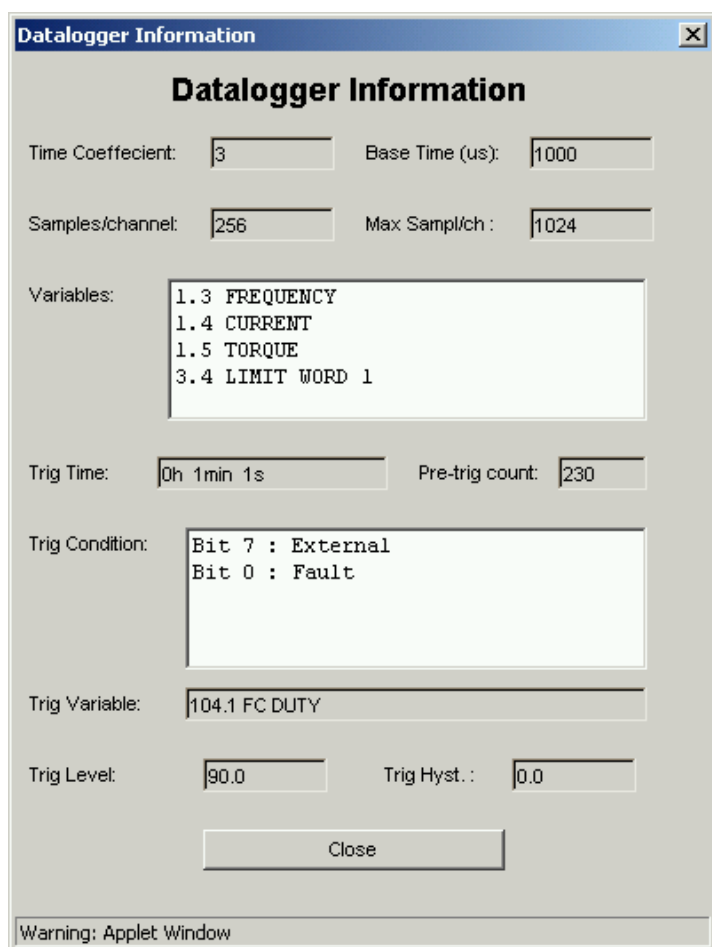 Datalogger Information
Datalogger Information
Time Coeffecient: 3 Base Time (us): 1000
Samples/channel: 256 Max Sampl/ch : 1024
Variables:
1.3 FREQUENCY
1.4 CURRENT
1.5 TORQUE
3.4 LIMIT WORD 1
Trig Time: 0h 1min 1s Pre-trig count: 230
Trig Condition:
Bit 7 : External
Bit 0 : Fault
Trig Variable: 104.1 FC DUTY
Trig Level: 90.0 Trig Hyst. : 0.0
Close
Warning: Applet Window